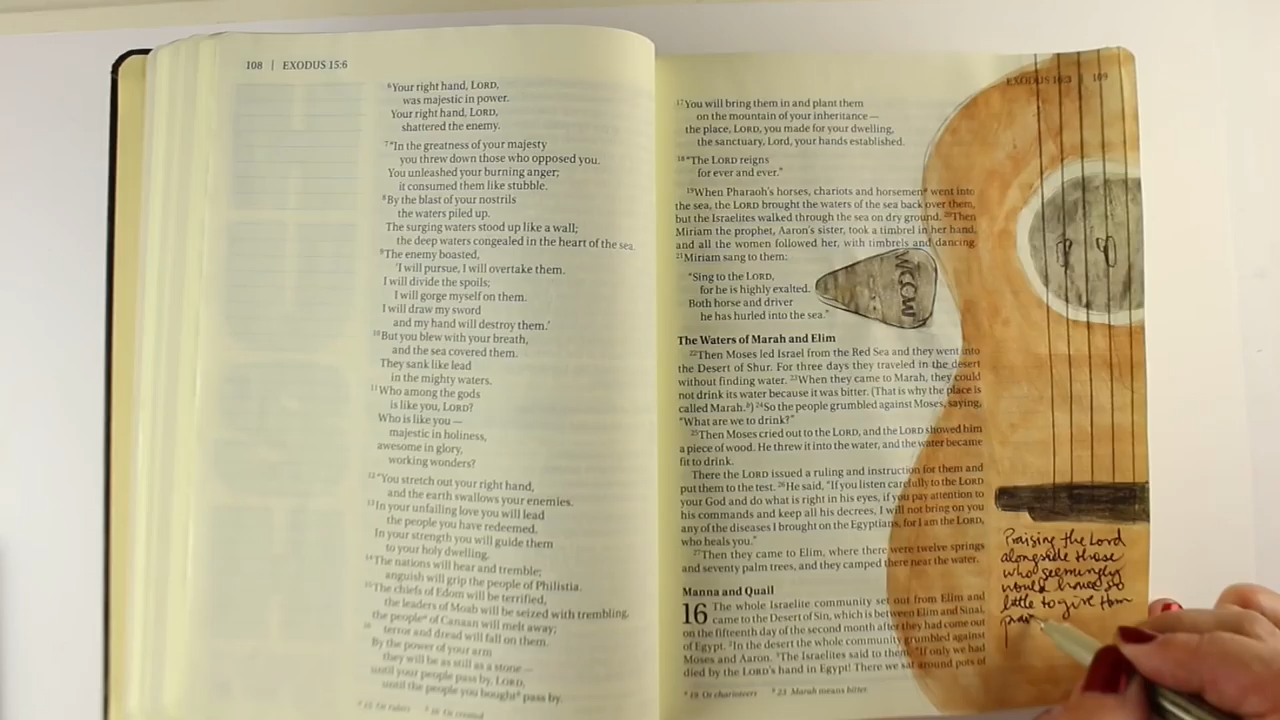 108 | EXODUS 15:6
6Your right hand, LORD,
was majestic in power.
Your right hand, LORD,
shattered the enemy.
7"In the greatness of your majesty
you threw down those who opposed you.
You unleashed your burning anger;
it consumed them like stubble.
8By the blast of your nostrils
the waters piled up.
The surging waters stood up like a wall;
the deep waters congealed in the heart of the sea.
9The enemy boasted,
'I will pursue, I will overtake them.
I will divide the spoils;
I will gorge myself on them.
I will draw my sword
and my hand will destroy them.'
10But you blew with your breath,
and the sea covered them.
They sank like lead
in the mighty waters.
11Who among the gods
is like you, LORD?
Who is like you—
majestic in holiness,
awesome in glory,
working wonders?
12"You stretch out your right hand,
and the earth swallows your enemies.
13In your unfailing love you will lead
the people you have redeemed.
In your strength you will guide them
to your holy dwelling.
14The nations will hear and tremble;
anguish will grip the people of Philistia.
15The chiefs of Edom will be terrified,
the leaders of Moab will be seized with trembling,
the people of Canaan will melt away;
16 terror and dread will fall on them.
By the power of your arm
they will be as still as a stone—
until your people pass by, LORD,
until the people you bought pass by.
15 Or rulers 16 Or created
EXODUS 16:3 | 109
17You will bring them in and plant them
on the mountain of your inheritance—
the place, LORD, you made for your dwelling,
the sanctuary, Lord, your hands established.
18"The LORD reigns
for ever and ever."
19When Pharaoh's horses, chariots and horsemen went into
the sea, the LORD brought the waters of the sea back over them,
but the Israelites walked through the sea on dry ground. 20Then
Miriam the prophet, Aaron's sister, took a timbrel in her hand,
and all the women followed her, with timbrels and dancing.
21Miriam sang to them:
"Sing to the LORD,
for he is highly exalted.
Both horse and driver
he has hurled into the sea."
The Waters of Marah and Elim
22Then Moses led Israel from the Red Sea and they went into
the Desert of Shur. For three days they traveled in the desert
without finding water. 23When they came to Marah, they could
not drink its water because it was bitter. (That is why the place is
called Marah.) 24So the people grumbled against Moses, saying,
"What are we to drink?"
25Then Moses cried out to the LORD, and the LORD showed him
a piece of wood. He threw it into the water, and the water became
fit to drink.
There the LORD issued a ruling and instruction for them and
put them to the test. 26He said, "If you listen carefully to the LORD
your God and do what is right in his eyes, if you pay attention to
his commands and keep all his decrees, I will not bring on you
any of the diseases I brought on the Egyptians, for I am the LORD,
who heals you."
27Then they came to Elim, where there were twelve springs
and seventy palm trees, and they camped there near the water.
Manna and Quail
16 The whole Israelite community set out from Elim and
came to the Desert of Sin, which is between Elim and Sinai,
on the fifteenth day of the second month after they had come out
of Egypt. 2In the desert the whole community grumbled against
Moses and Aaron. 3The Israelites said to them, "If only we had
died by the LORD's hand in Egypt! There we sat around pots of
19 Or charioteers 23 Marah means bitter.
Praising the Lord
alongside those
who seemingly
would have so
little to give Him
prai